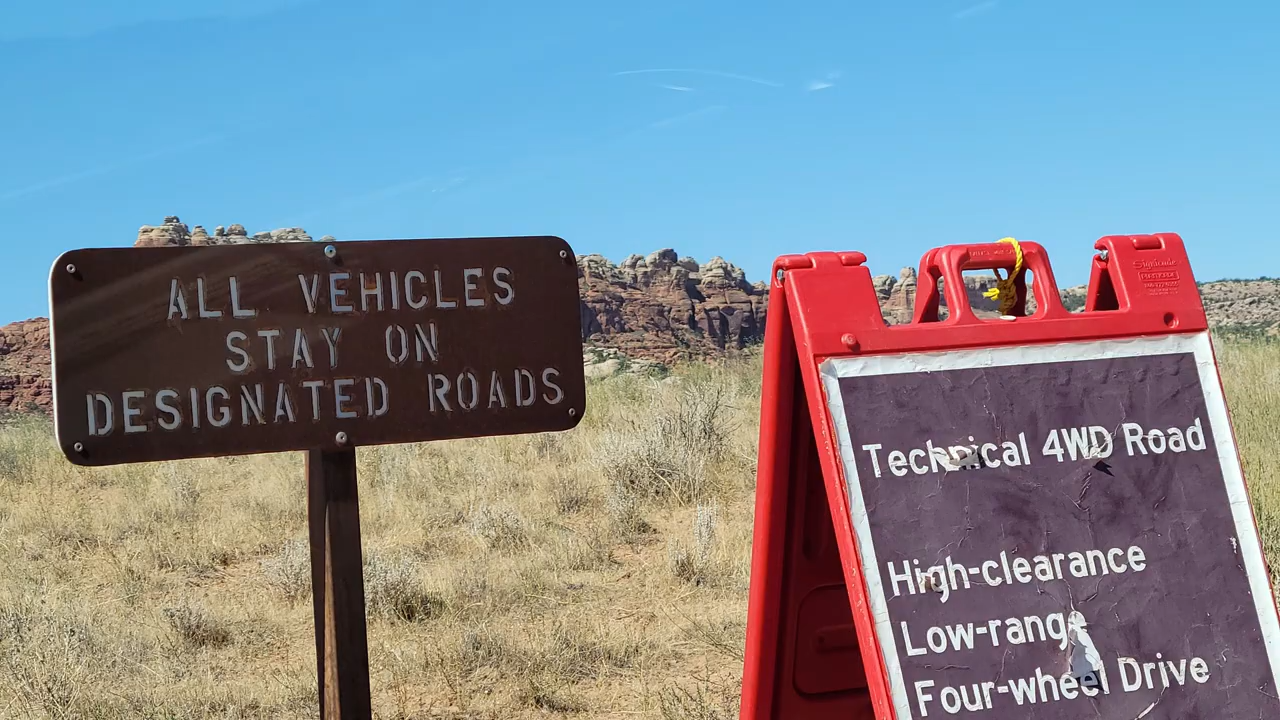 ALL VEHICLES
STAY ON
DESIGNATED ROADS
Technical 4WD Road
High-clearance
Low-range
Four-wheel Drive